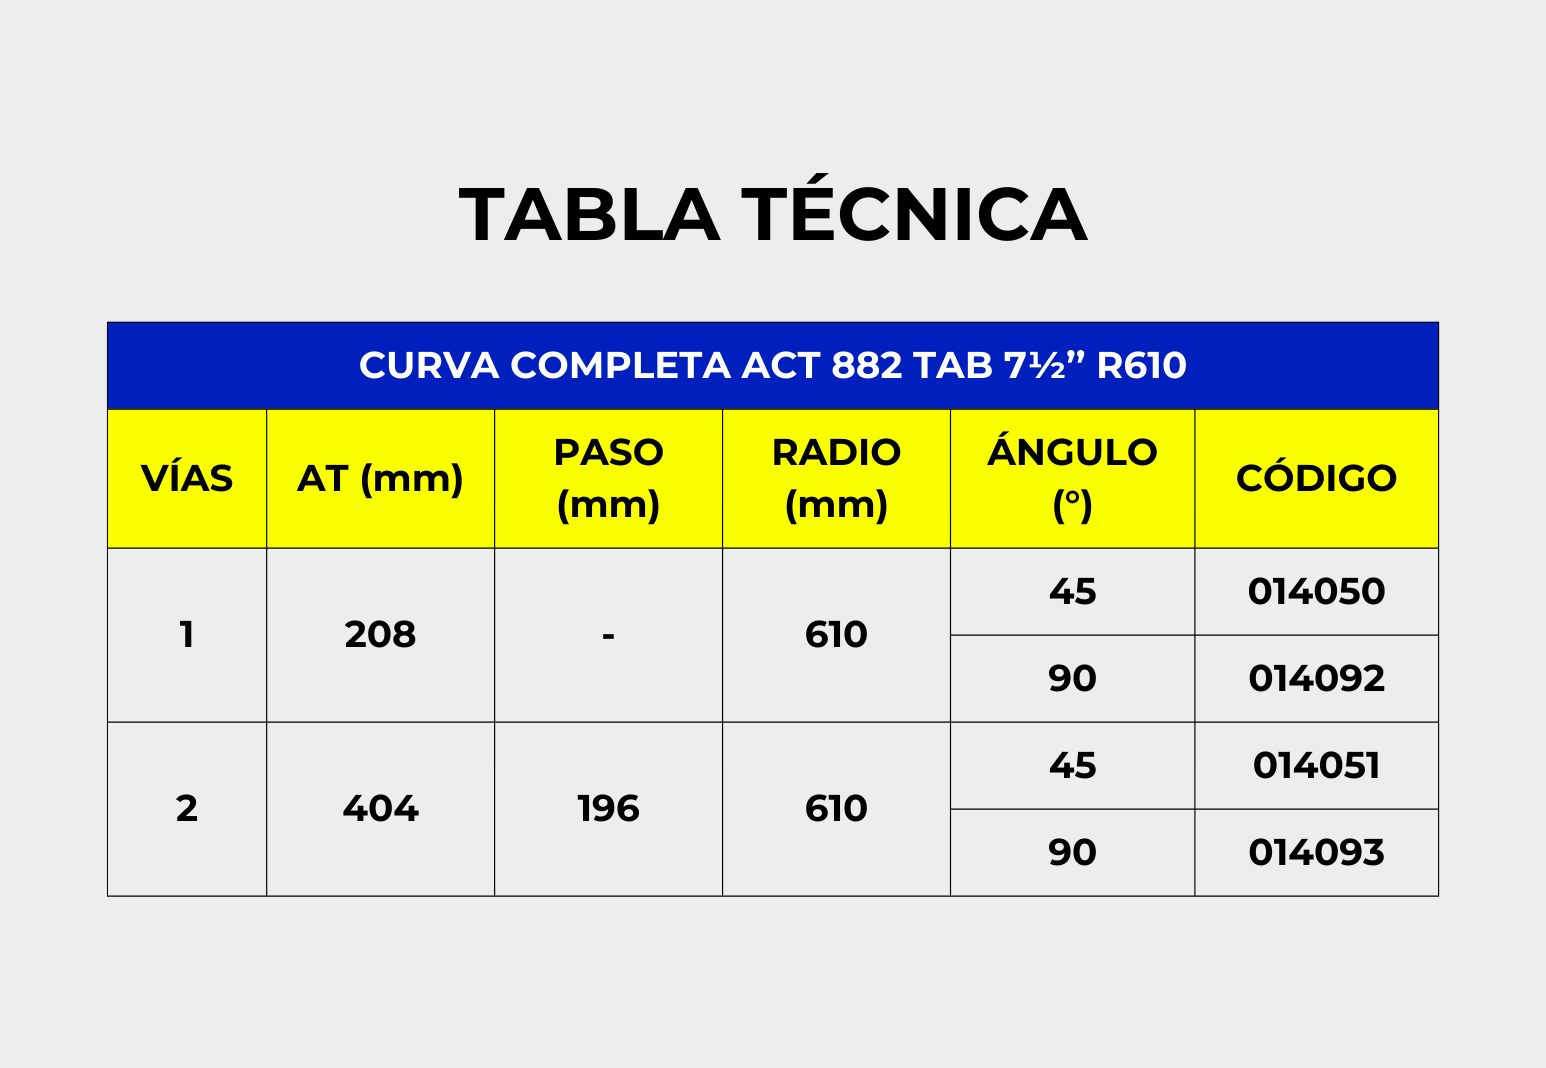 TABLA TÉCNICA
CURVA COMPLETA ACT 882 TAB 7½” R610
VÍAS AT (mm) PASO (mm) RADIO (mm) ÁNGULO (°) CÓDIGO
1 208 - 610 45 014050
90 014092
2 404 196 610 45 014051
90 014093